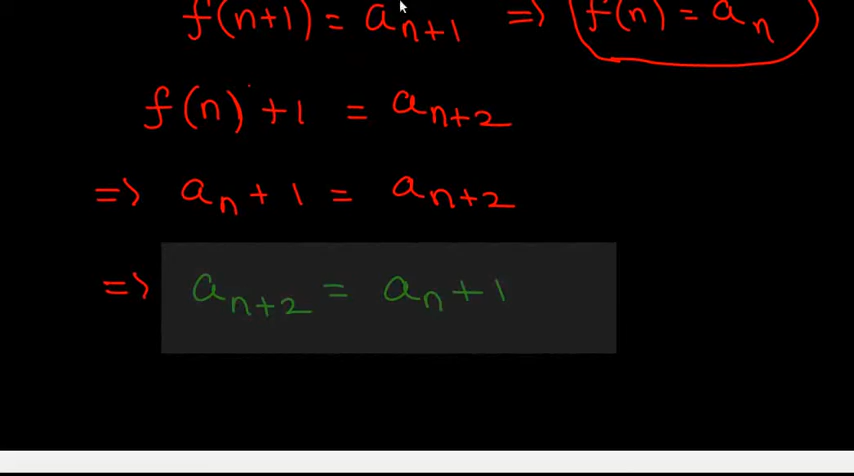 f(n+1) = a_{n+1} => f(n) = a_n
f(n) + 1 = a_{n+2}
=> a_n + 1 = a_{n+2}
=> a_{n+2} = a_n + 1